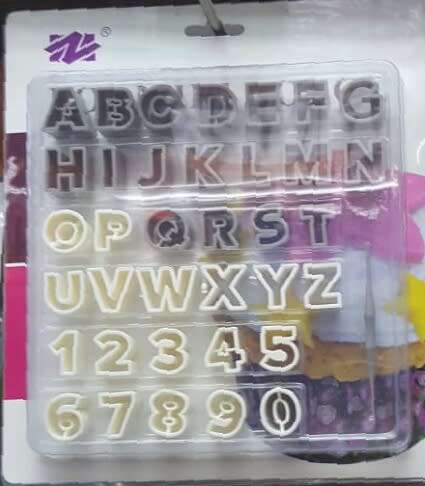 ®
ABCDEFG
HIJKLMN
OPQRST
UVWXYZ
12345
67890